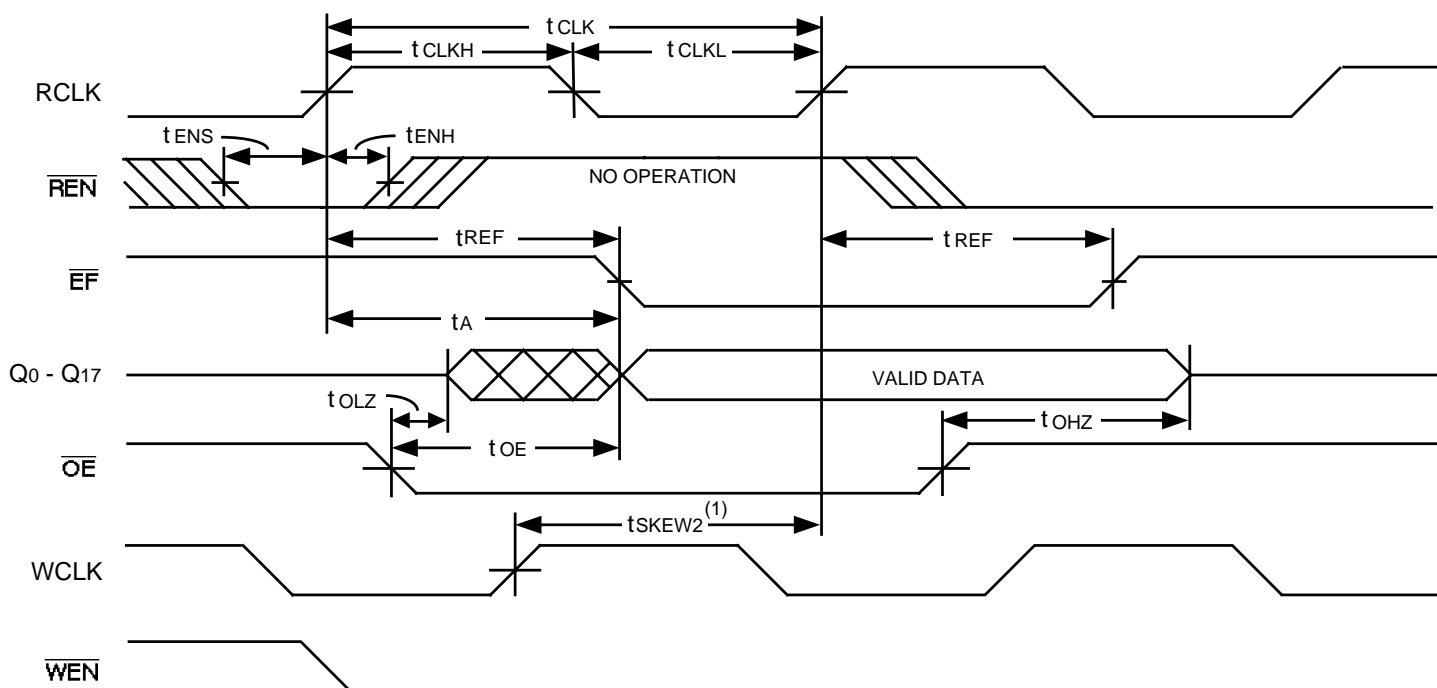 tCLK
tCLKH
tCLKL
RCLK
tENS
tENH
REN
NO OPERATION
tREF
tREF
EF
tA
Q0 - Q17
VALID DATA
tOLZ
tOHZ
tOE
OE
tSKEW2(1)
WCLK
WEN